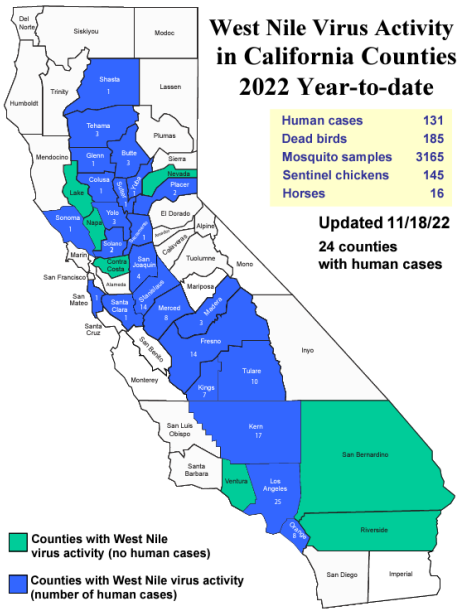 West Nile Virus Activity
in California Counties
2022 Year-to-date
Human cases 131
Dead birds 185
Mosquito samples 3165
Sentinel chickens 145
Horses 16
Updated 11/18/22
24 counties
with human cases
Del
Norte
Siskiyou
Modoc
Shasta
1
Trinity
Lassen
Humboldt
Tehama
3
Plumas
Mendocino
Glenn
1
Butte
3
Sierra
Nevada
Colusa
1
Sutter
Yuba
Placer
2
Lake
Sonoma
1
Napa
Yolo
3
El Dorado
Alpine
Solano
2
1
Calaveras
Marin
Contra
Costa
San
Joaquin
4
Tuolumne
Mono
San Francisco
Alameda
San
Mateo
1
Santa
Clara
1
Stanislaus
14
Merced
8
Mariposa
Madera
3
Santa
Cruz
San Benito
Fresno
14
Inyo
Monterey
Kings
7
Tulare
10
San Luis
Obispo
Kern
17
San Bernardino
Santa
Barbara
Ventura
Los
Angeles
25
Orange
8
Riverside
San Diego
Imperial
Counties with West Nile
virus activity (no human cases)
Counties with West Nile virus activity
(number of human cases)